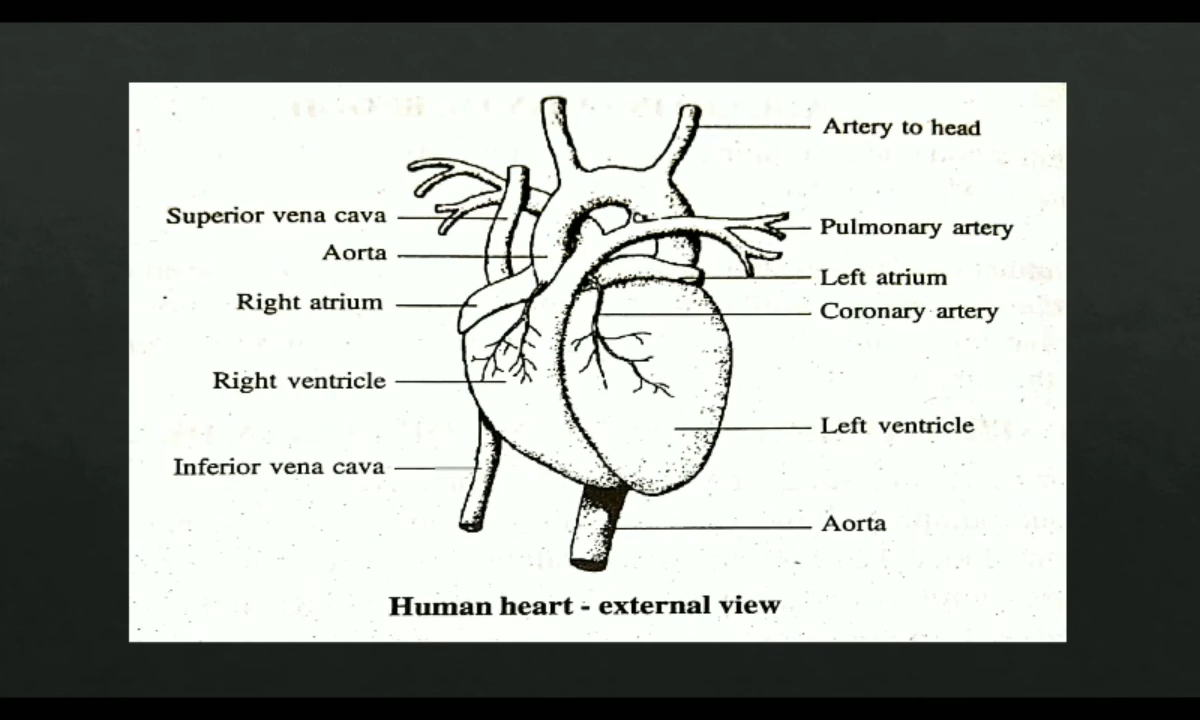 Artery to head
Superior vena cava
Pulmonary artery
Aorta
Left atrium
Right atrium
Coronary artery
Right ventricle
Left ventricle
Inferior vena cava
Aorta
Human heart - external view